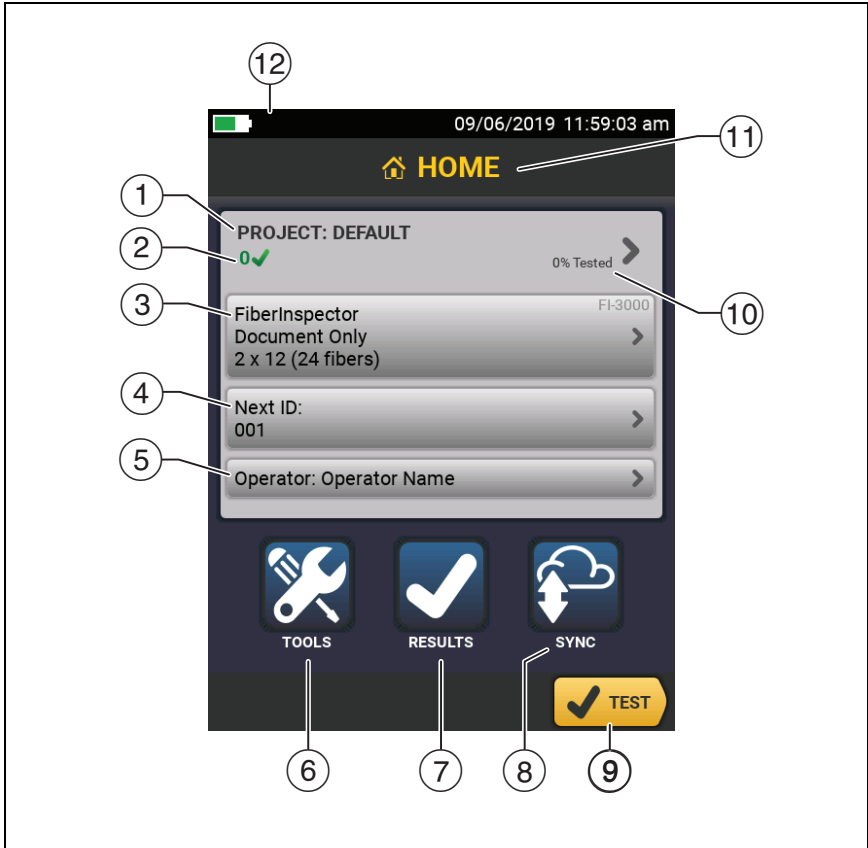 12
09/06/2019 11:59:03 am
11
HOME
1
PROJECT: DEFAULT
2
0
0% Tested
10
3
FiberInspector
FI-3000
Document Only
2 x 12 (24 fibers)
4
Next ID:
001
5
Operator: Operator Name
TOOLS
RESULTS
SYNC
TEST
6
7
8
9